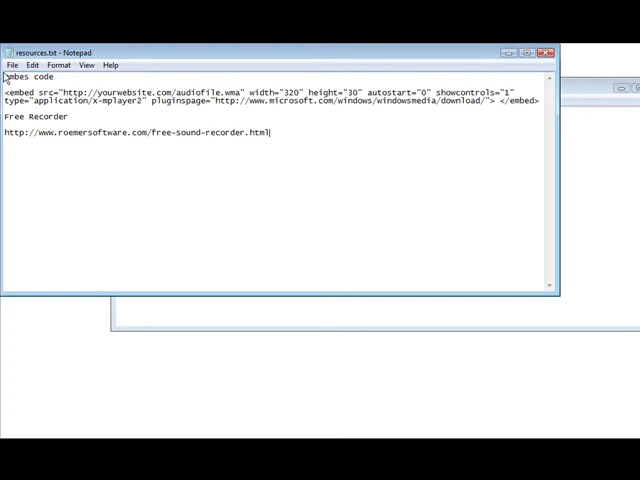 resources.txt - Notepad
File Edit Format View Help
embes code
<embed src="http://yourwebsite.com/audiofile.wma" width="320" height="30" autostart="0" showcontrols="1"
type="application/x-mplayer2" pluginspage="http://www.microsoft.com/windows/windowsmedia/download/"> </embed>
Free Recorder
http://www.roemersoftware.com/free-sound-recorder.html